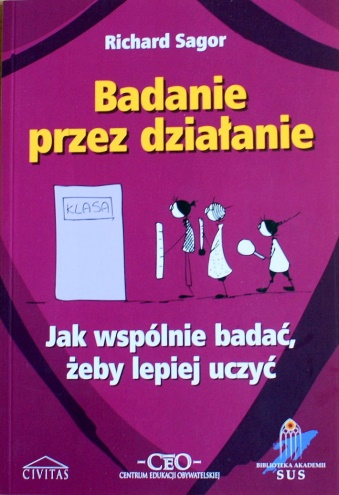 Richard Sagor
Badanie
przez działanie
KLASA
Jak wspólnie badać,
żeby lepiej uczyć
CIVITAS
CEO
CENTRUM EDUKACJI OBYWATELSKIEJ
BIBLIOTEKA AKADEMII
SUS